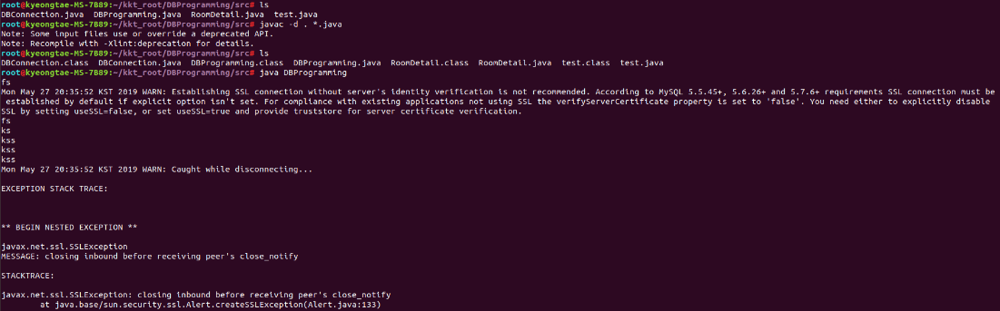 root@kyeongtae-MS-7B89:~/kkt_root/DBProgramming/src# ls
DBConnection.java  DBProgramming.java  RoomDetail.java  test.java
root@kyeongtae-MS-7B89:~/kkt_root/DBProgramming/src# javac -d . *.java
Note: Some input files use or override a deprecated API.
Note: Recompile with -Xlint:deprecation for details.
root@kyeongtae-MS-7B89:~/kkt_root/DBProgramming/src# ls
DBConnection.class  DBConnection.java  DBProgramming.class  DBProgramming.java  RoomDetail.class  RoomDetail.java  test.class  test.java
root@kyeongtae-MS-7B89:~/kkt_root/DBProgramming/src# java DBProgramming
fs
Mon May 27 20:35:52 KST 2019 WARN: Establishing SSL connection without server's identity verification is not recommended. According to MySQL 5.5.45+, 5.6.26+ and 5.7.6+ requirements SSL connection must be
 established by default if explicit option isn't set. For compliance with existing applications not using SSL the verifyServerCertificate property is set to 'false'. You need either to explicitly disable
SSL by setting useSSL=false, or set useSSL=true and provide truststore for server certificate verification.
fs
ks
kss
kss
kss
Mon May 27 20:35:52 KST 2019 WARN: Caught while disconnecting...
EXCEPTION STACK TRACE:
** BEGIN NESTED EXCEPTION **
javax.net.ssl.SSLException
MESSAGE: closing inbound before receiving peer's close_notify
STACKTRACE:
javax.net.ssl.SSLException: closing inbound before receiving peer's close_notify
at java.base/sun.security.ssl.Alert.createSSLException(Alert.java:133)